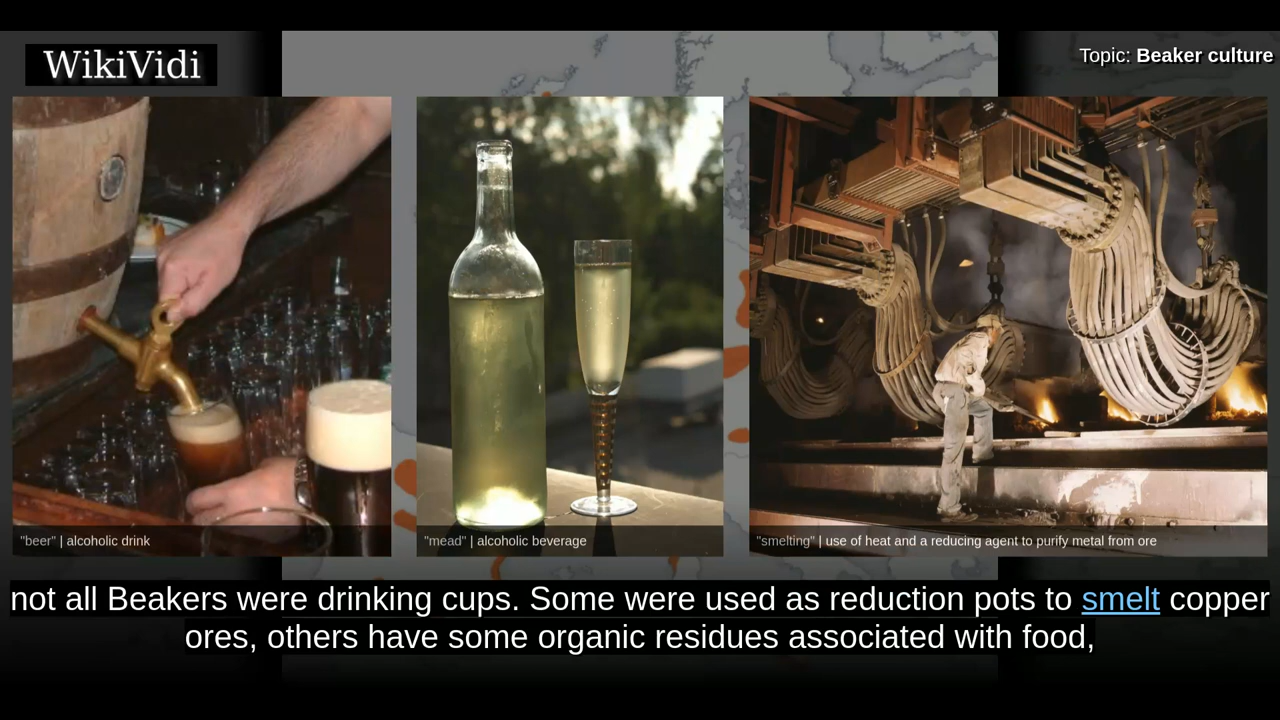 WikiVidi
Topic: Beaker culture
"beer" | alcoholic drink
"mead" | alcoholic beverage
"smelting" | use of heat and a reducing agent to purify metal from ore
not all Beakers were drinking cups. Some were used as reduction pots to smelt copper
ores, others have some organic residues associated with food,